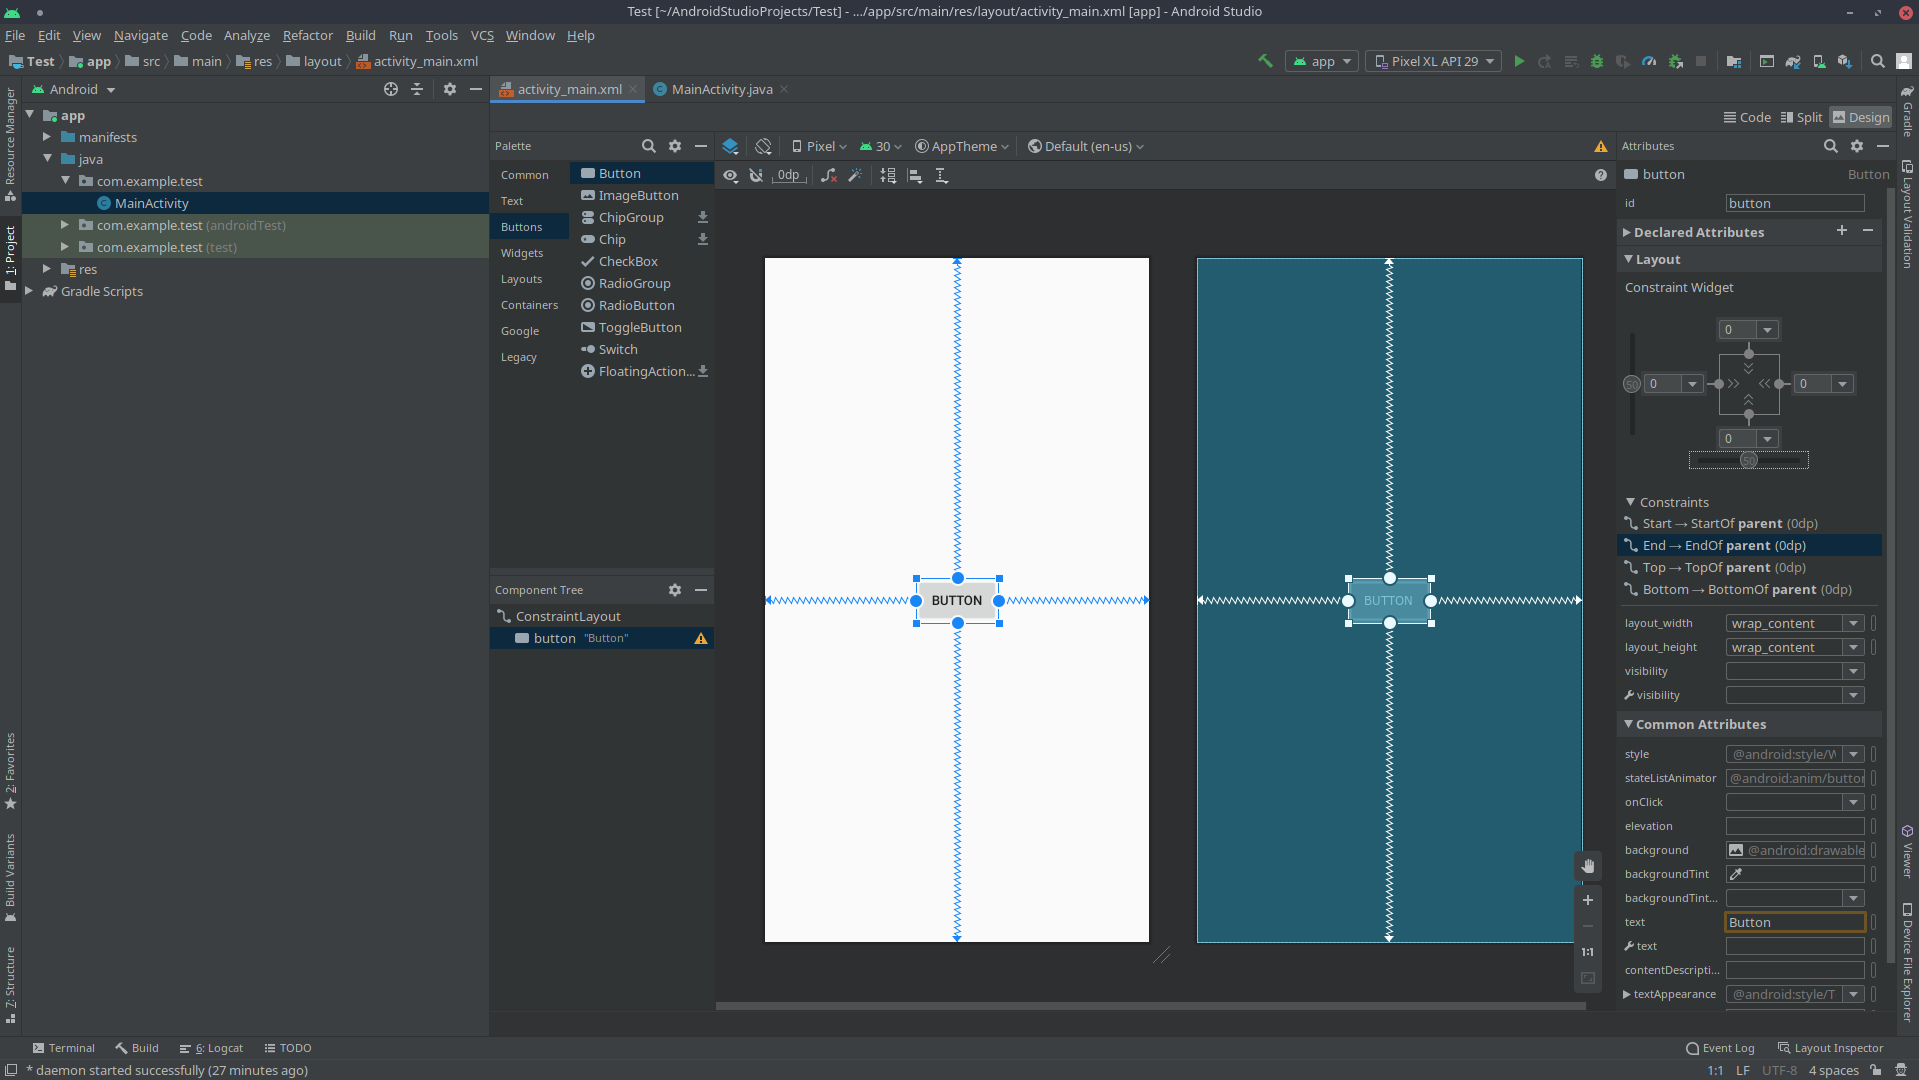 Test [~/AndroidStudioProjects/Test] - .../app/src/main/res/layout/activity_main.xml [app] - Android Studio
File Edit View Navigate Code Analyze Refactor Build Run Tools VCS Window Help
Test app src main res layout activity_main.xml
app
Pixel XL API 29
Android
activity_main.xml
MainActivity.java
Code Split Design
app
manifests
java
com.example.test
MainActivity
com.example.test (androidTest)
com.example.test (test)
res
Gradle Scripts
Resource Manager
1: Project
2: Favorites
Build Variants
7: Structure
Palette
Common
Text
Buttons
Widgets
Layouts
Containers
Google
Legacy
Button
ImageButton
ChipGroup
Chip
CheckBox
RadioGroup
RadioButton
ToggleButton
Switch
FloatingAction...
Component Tree
ConstraintLayout
button "Button"
Pixel 30 AppTheme Default (en-us)
0dp
BUTTON
BUTTON
1:1
Attributes
button Button
id button
Declared Attributes
Layout
Constraint Widget
0
50 0 0
0
50
Constraints
Start → StartOf parent (0dp)
End → EndOf parent (0dp)
Top → TopOf parent (0dp)
Bottom → BottomOf parent (0dp)
layout_width wrap_content
layout_height wrap_content
visibility
visibility
Common Attributes
style @android:style/W
stateListAnimator @android:anim/button
onClick
elevation
background @android:drawable
backgroundTint
backgroundTint...
text Button
text
contentDescripti...
textAppearance @android:style/T
Gradle
Layout Validation
Viewer
Device File Explorer
Terminal Build 6: Logcat TODO
Event Log Layout Inspector
* daemon started successfully (27 minutes ago)
1:1 LF UTF-8 4 spaces